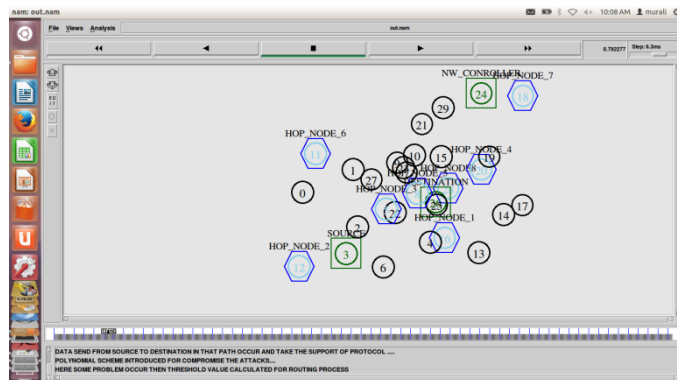 nam: out.nam
10:08 AM murali
File Views Analysis
out.nam
8.792277 Step: 6.3ms
NW_CONROLLER
HOP_NODE_7
24
18
29
21
HOP_NODE_6
11
10
15
HOP_NODE_4
19
20
1
27
HOP_NODE8
0
DESTINATION
HOP_NODE_3
22
17
14
HOP_NODE_1
2
SOURCE
4
HOP_NODE_2
3
13
12
6
DATA SEND FROM SOURCE TO DESTINATION IN THAT PATH OCCUR AND TAKE THE SUPPORT OF PROTOCOL ....
POLYNOMIAL SCHEME INTRODUCED FOR COMPROMISE THE ATTACKS....
HERE SOME PROBLEM OCCUR THEN THRESHOLD VALUE CALCULATED FOR ROUTING PROCESS